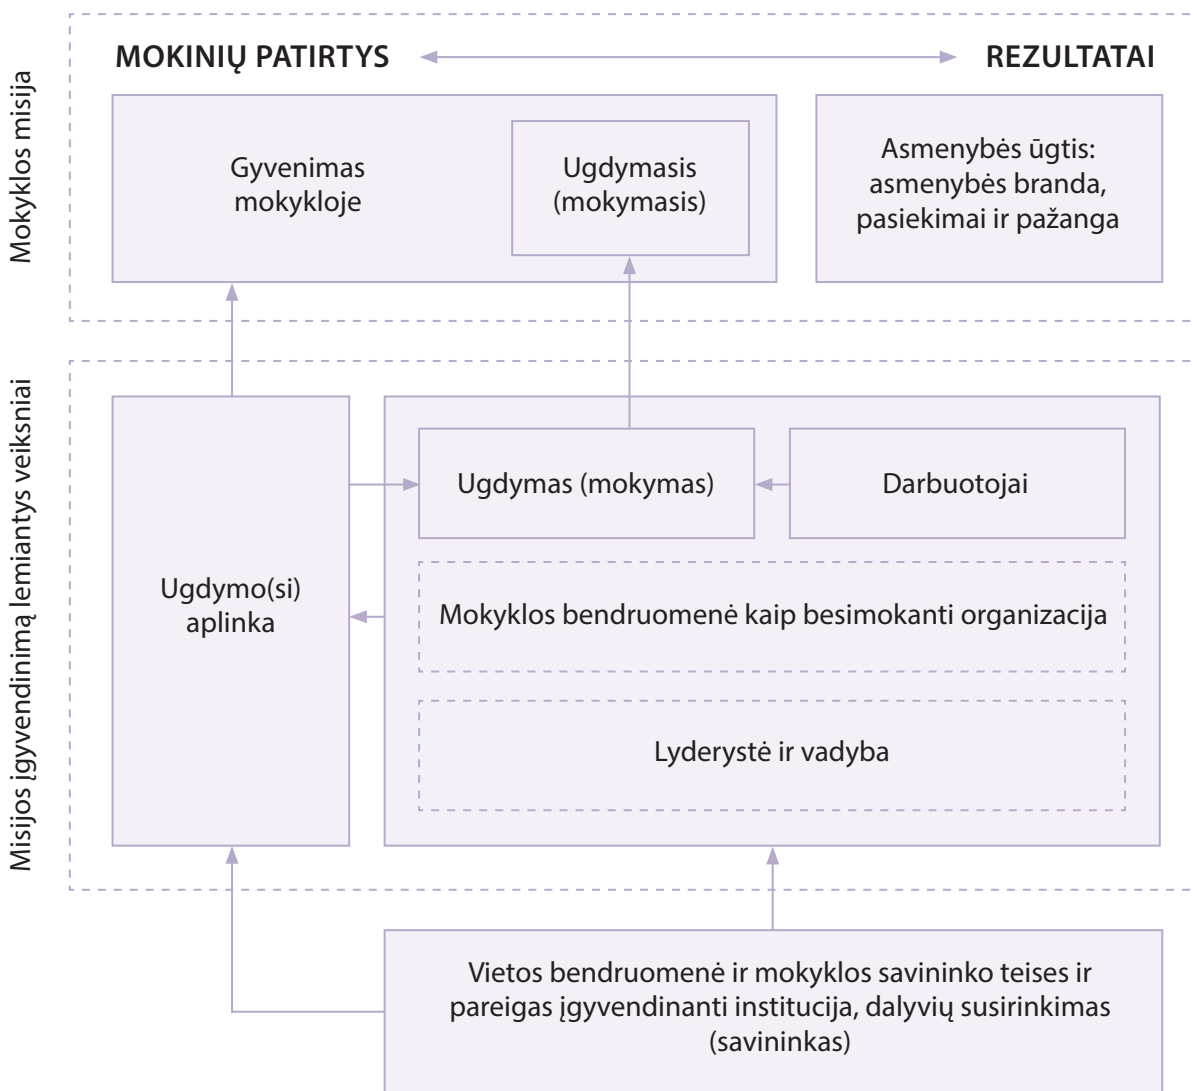 Mokyklos misija
MOKINIŲ PATIRTYS
REZULTATAI
Gyvenimas
mokykloje
Ugdymasis
(mokymasis)
Asmenybės ūgtis:
asmenybės branda,
pasiekimai ir pažanga
Misijos įgyvendinimą lemiantys veiksniai
Ugdymo(si)
aplinka
Ugdymas (mokymas)
Darbuotojai
Mokyklos bendruomenė kaip besimokanti organizacija
Lyderystė ir vadyba
Vietos bendruomenė ir mokyklos savininko teises ir
pareigas įgyvendinanti institucija, dalyvių susirinkimas
(savininkas)